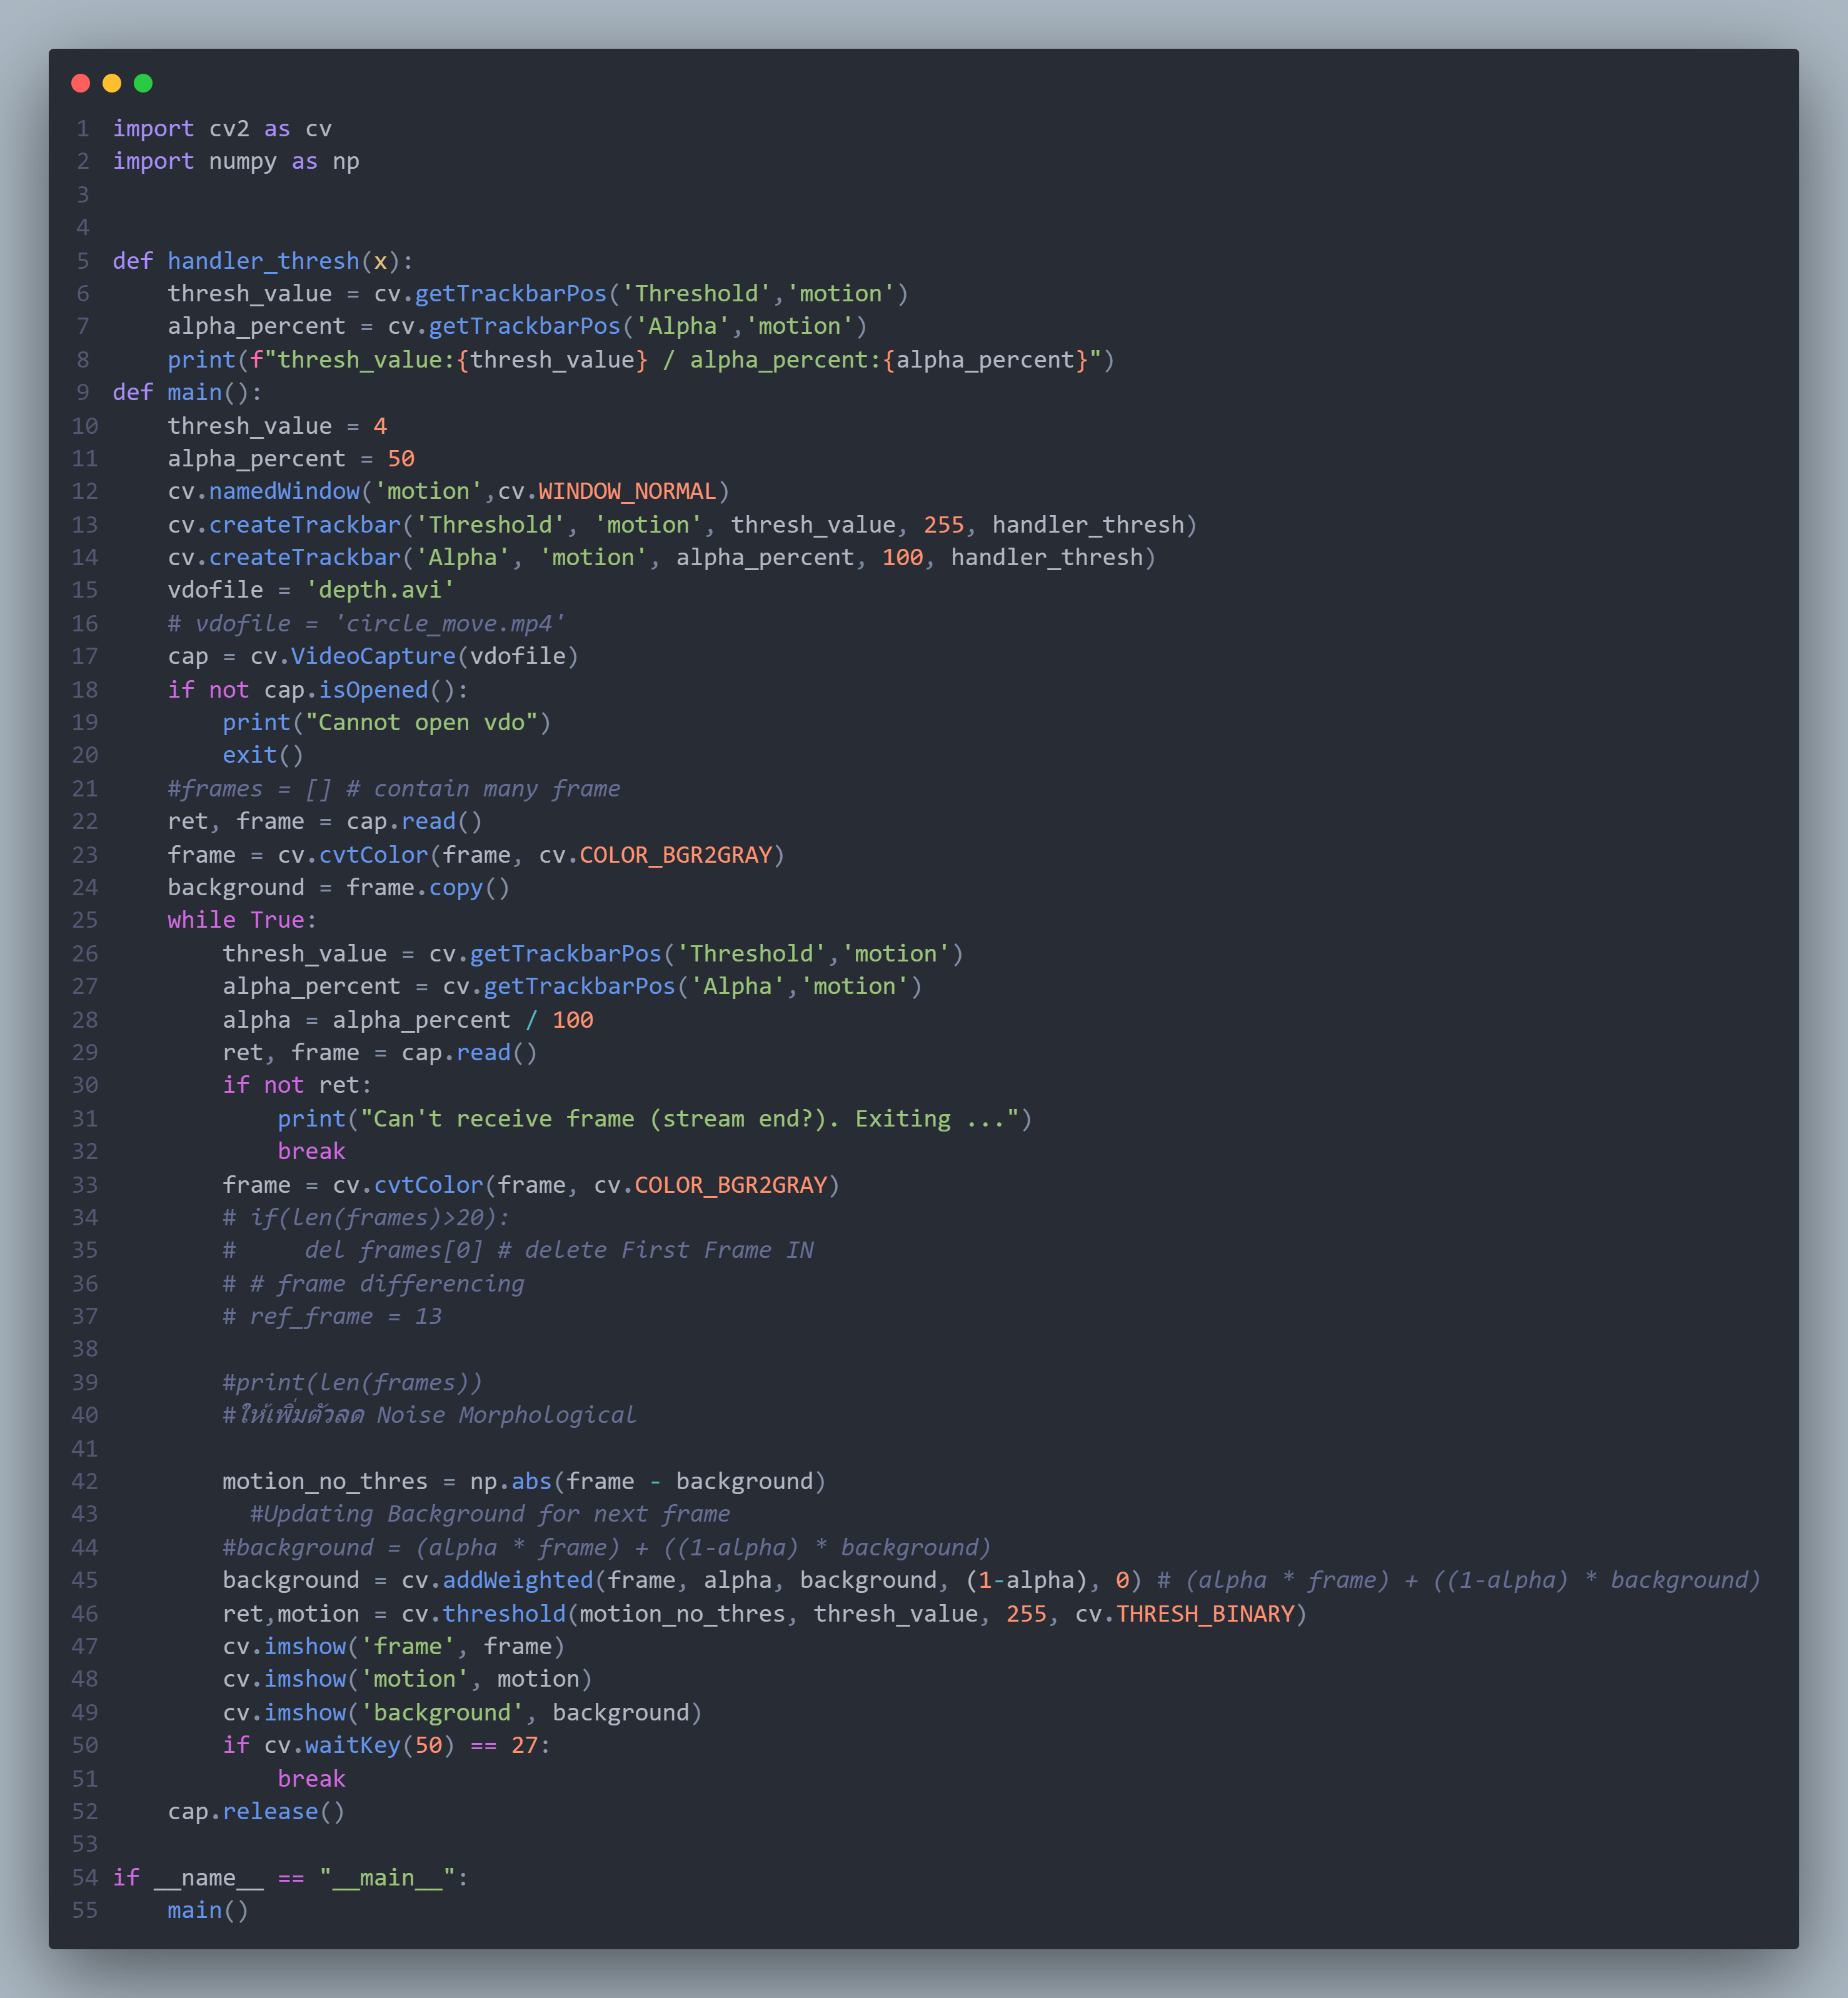 1 import cv2 as cv
2 import numpy as np
3
4
5 def handler_thresh(x):
6     thresh_value = cv.getTrackbarPos('Threshold','motion')
7     alpha_percent = cv.getTrackbarPos('Alpha','motion')
8     print(f"thresh_value:{thresh_value} / alpha_percent:{alpha_percent}")
9 def main():
10     thresh_value = 4
11     alpha_percent = 50
12     cv.namedWindow('motion',cv.WINDOW_NORMAL)
13     cv.createTrackbar('Threshold', 'motion', thresh_value, 255, handler_thresh)
14     cv.createTrackbar('Alpha', 'motion', alpha_percent, 100, handler_thresh)
15     vdofile = 'depth.avi'
16     # vdofile = 'circle_move.mp4'
17     cap = cv.VideoCapture(vdofile)
18     if not cap.isOpened():
19         print("Cannot open vdo")
20         exit()
21     #frames = [] # contain many frame
22     ret, frame = cap.read()
23     frame = cv.cvtColor(frame, cv.COLOR_BGR2GRAY)
24     background = frame.copy()
25     while True:
26         thresh_value = cv.getTrackbarPos('Threshold','motion')
27         alpha_percent = cv.getTrackbarPos('Alpha','motion')
28         alpha = alpha_percent / 100
29         ret, frame = cap.read()
30         if not ret:
31             print("Can't receive frame (stream end?). Exiting ...")
32             break
33         frame = cv.cvtColor(frame, cv.COLOR_BGR2GRAY)
34         # if(len(frames)>20):
35         #     del frames[0] # delete First Frame IN
36         # # frame differencing
37         # ref_frame = 13
38
39         #print(len(frames))
40         #ให้เพิ่มตัวลด Noise Morphological
41
42         motion_no_thres = np.abs(frame - background)
43           #Updating Background for next frame
44         #background = (alpha * frame) + ((1-alpha) * background)
45         background = cv.addWeighted(frame, alpha, background, (1-alpha), 0) # (alpha * frame) + ((1-alpha) * background)
46         ret,motion = cv.threshold(motion_no_thres, thresh_value, 255, cv.THRESH_BINARY)
47         cv.imshow('frame', frame)
48         cv.imshow('motion', motion)
49         cv.imshow('background', background)
50         if cv.waitKey(50) == 27:
51             break
52     cap.release()
53
54 if __name__ == "__main__":
55     main()